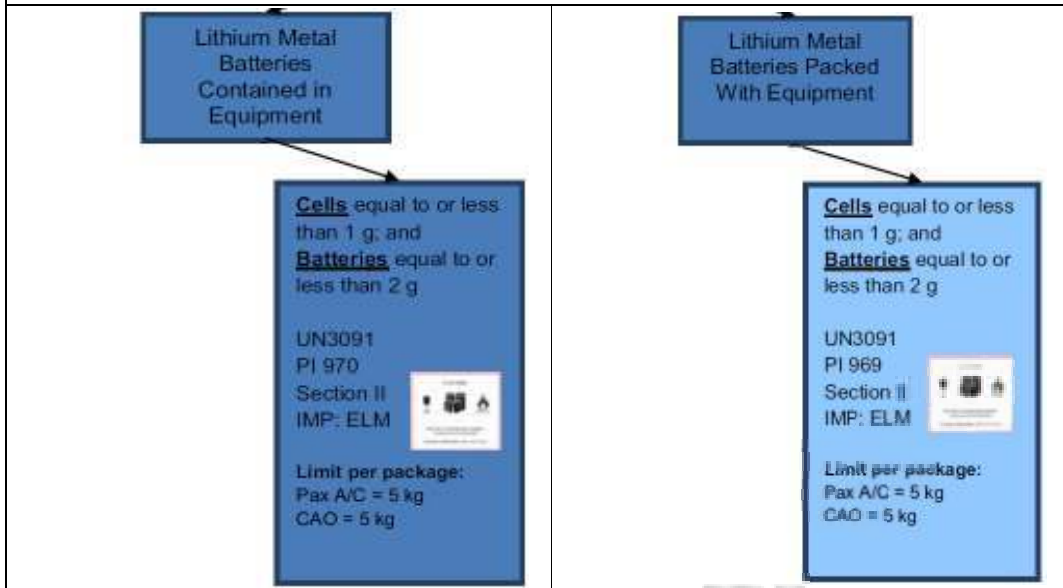 Lithium Metal
Batteries
Contained in
Equipment
Cells equal to or less
than 1 g; and
Batteries equal to or
less than 2 g
UN3091
PI 970
Section II
IMP: ELM
Limit per package:
Pax A/C = 5 kg
CAO = 5 kg
Lithium Metal
Batteries Packed
With Equipment
Cells equal to or less
than 1 g; and
Batteries equal to or
less than 2 g
UN3091
PI 969
Section II
IMP: ELM
Limit per package:
Pax A/C = 5 kg
CAO = 5 kg